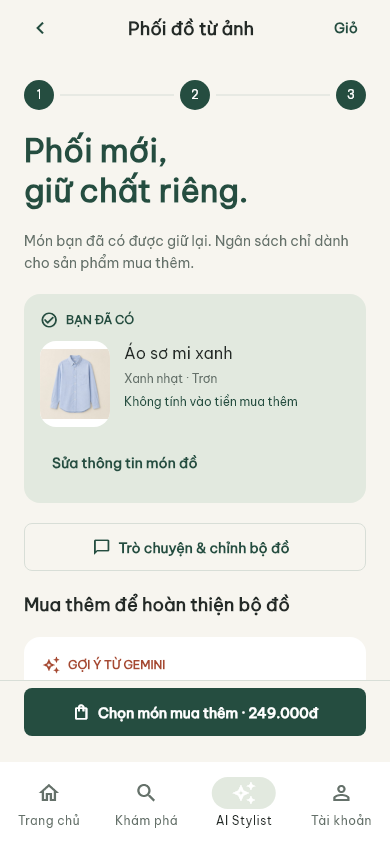 Phối đồ từ ảnh
Giỏ
1
2
3
Phối mới,
giữ chất riêng.
Món bạn đã có được giữ lại. Ngân sách chỉ dành
cho sản phẩm mua thêm.
BẠN ĐÃ CÓ
Áo sơ mi xanh
Xanh nhạt · Trơn
Không tính vào tiền mua thêm
Sửa thông tin món đồ
Trò chuyện & chỉnh bộ đồ
Mua thêm để hoàn thiện bộ đồ
GỢI Ý TỪ GEMINI
Chọn món mua thêm · 249.000đ
Trang chủ
Khám phá
AI Stylist
Tài khoản